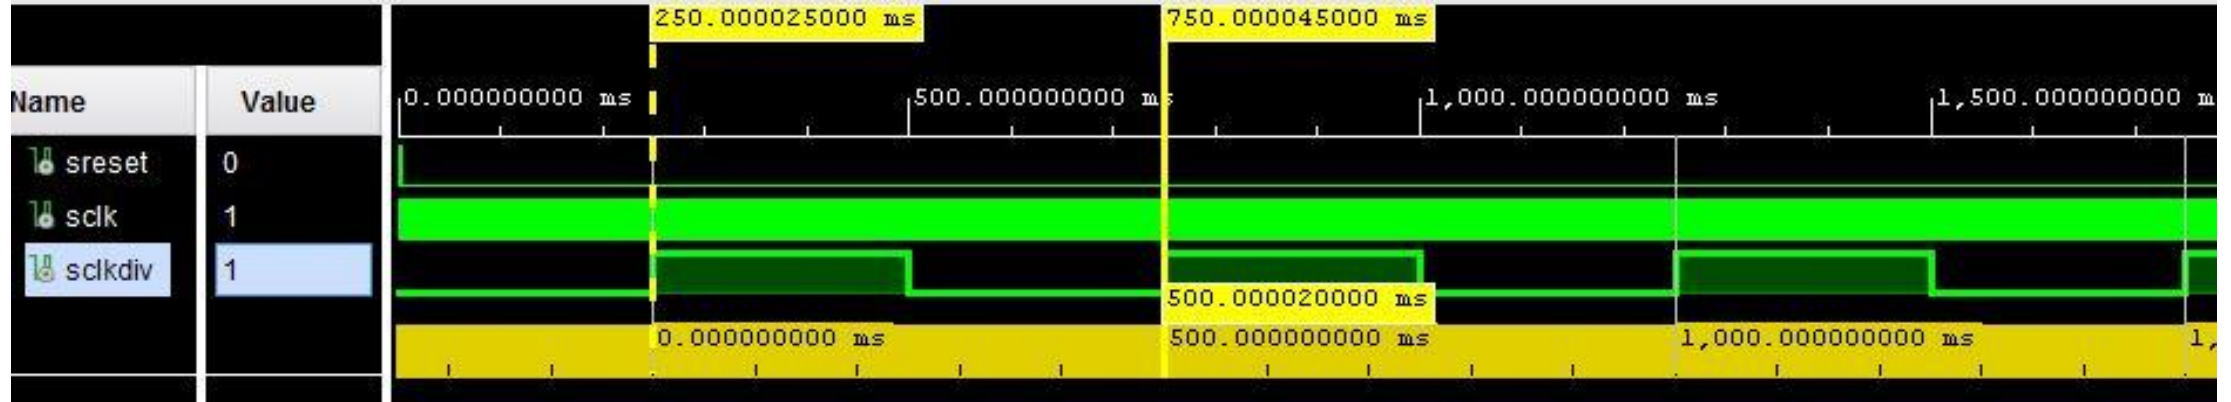 250.000025000 ms 750.000045000 ms
Name Value 0.000000000 ms 500.000000000 ms 1,000.000000000 ms 1,500.000000000 m
sreset 0
sclk 1
sclkdiv 1
500.000020000 ms
0.000000000 ms 500.000000000 ms 1,000.000000000 ms 1,